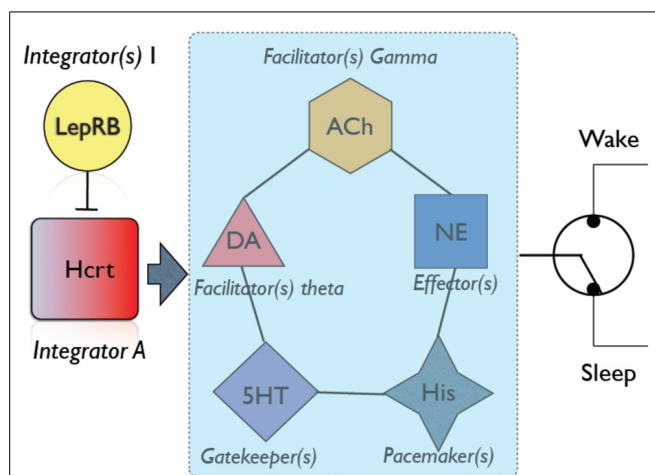 Integrator(s) I
LepRB
Hcrt
Integrator A
Facilitator(s) Gamma
ACh
DA
NE
Facilitator(s) theta
Effector(s)
5HT
His
Gatekeeper(s)
Pacemaker(s)
Wake
Sleep